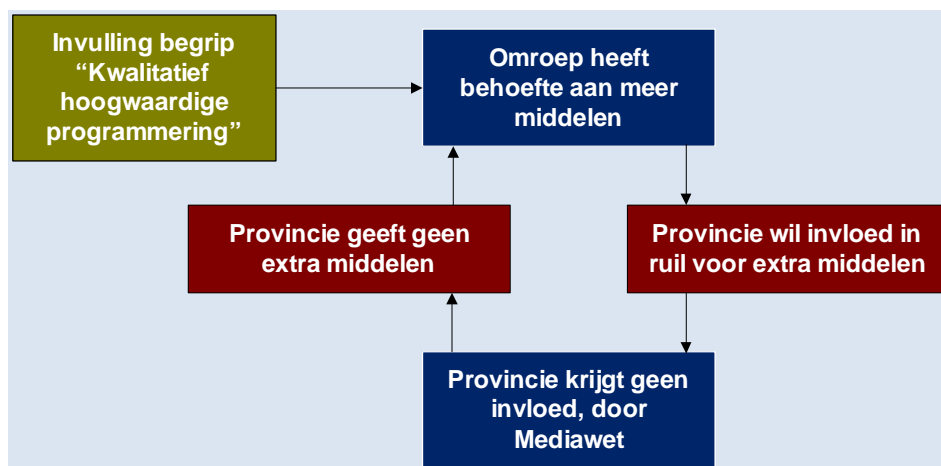 Invulling begrip
“Kwalitatief
hoogwaardige
programmering”
Omroep heeft
behoefte aan meer
middelen
Provincie geeft geen
extra middelen
Provincie wil invloed in
ruil voor extra middelen
Provincie krijgt geen
invloed, door
Mediawet